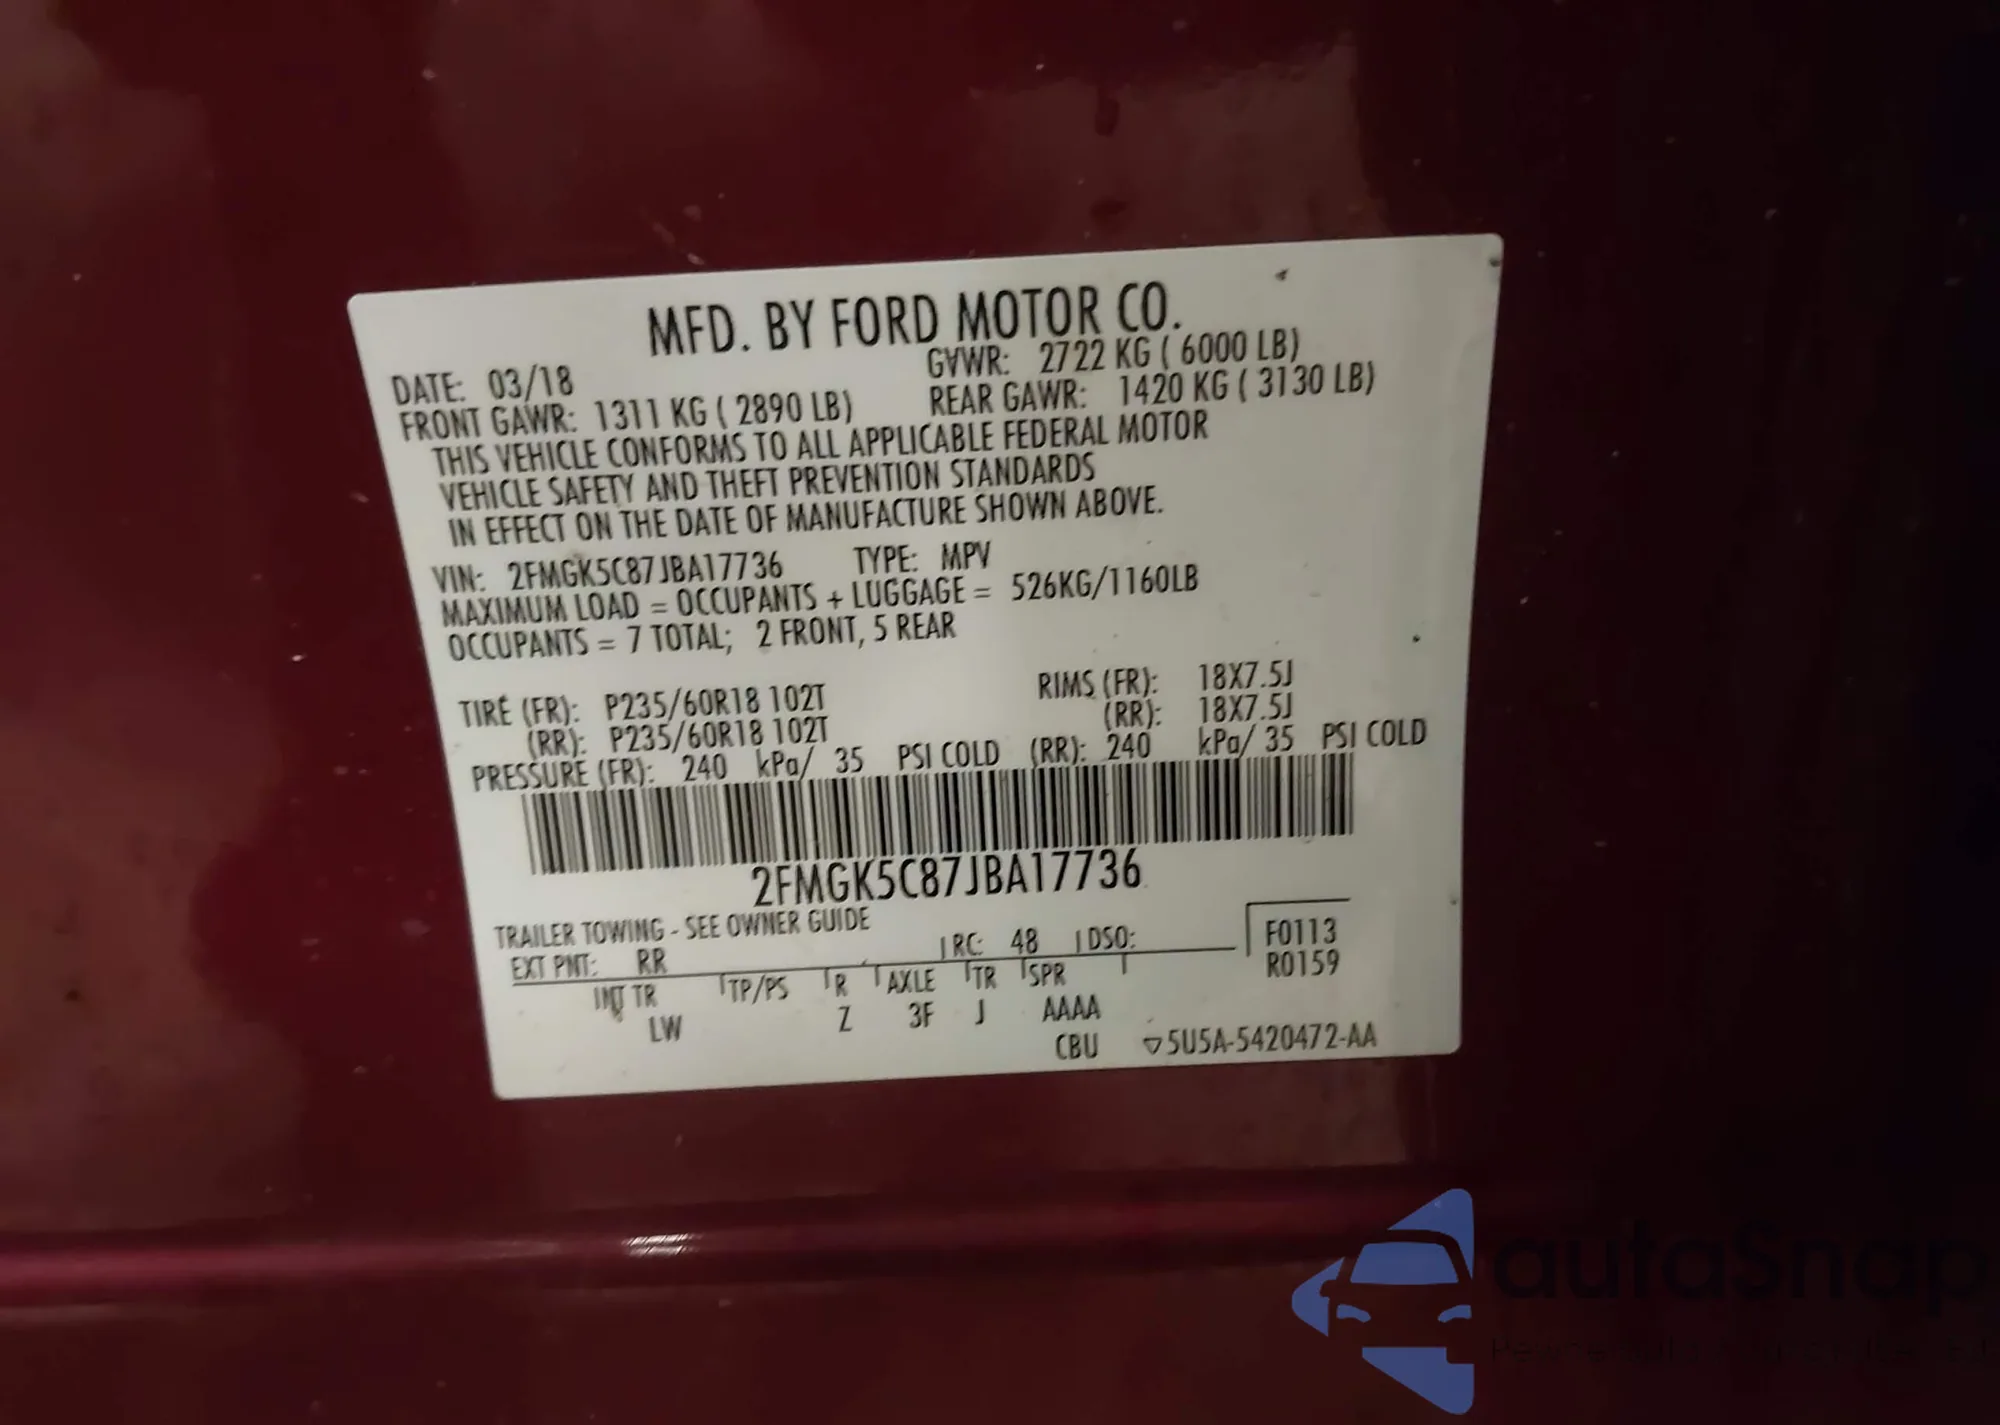 MFD. BY FORD MOTOR CO.
DATE: 03/18 GVWR: 2722 KG ( 6000 LB)
FRONT GAWR: 1311 KG ( 2890 LB) REAR GAWR: 1420 KG ( 3130 LB)
THIS VEHICLE CONFORMS TO ALL APPLICABLE FEDERAL MOTOR
VEHICLE SAFETY AND THEFT PREVENTION STANDARDS
IN EFFECT ON THE DATE OF MANUFACTURE SHOWN ABOVE.
VIN: 2FMGK5C87JBA17736 TYPE: MPV
MAXIMUM LOAD = OCCUPANTS + LUGGAGE = 526KG/1160LB
OCCUPANTS = 7 TOTAL; 2 FRONT, 5 REAR
TIRE (FR): P235/60R18 102T RIMS (FR): 18X7.5J
(RR): P235/60R18 102T (RR): 18X7.5J
PRESSURE (FR): 240 kPa/ 35 PSI COLD (RR): 240 kPa/ 35 PSI COLD
2FMGK5C87JBA17736
TRAILER TOWING - SEE OWNER GUIDE
EXT PNT: RR RC: 48 DSO: F0113
R0159
INT TR TP/PS R AXLE TR SPR
LW Z 3F J AAAA
CBU ▽5U5A-5420472-AA
autoSnap